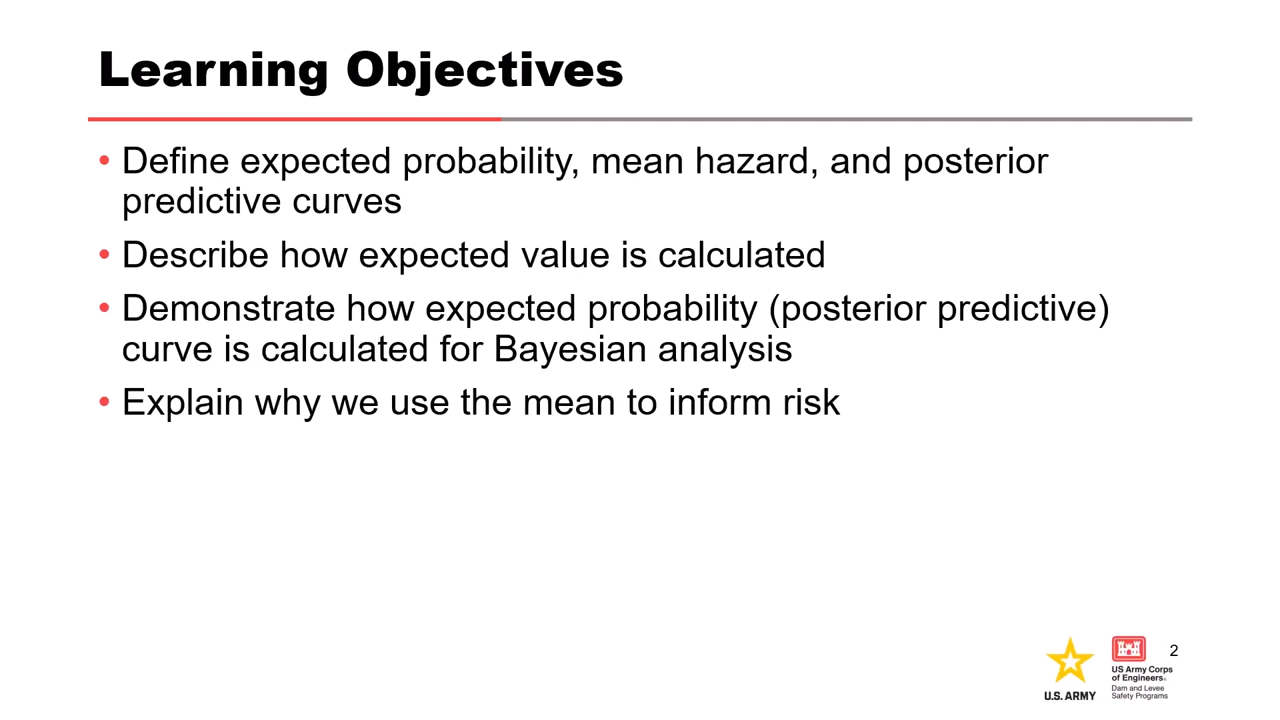 Learning Objectives
• Define expected probability, mean hazard, and posterior
predictive curves
• Describe how expected value is calculated
• Demonstrate how expected probability (posterior predictive)
curve is calculated for Bayesian analysis
• Explain why we use the mean to inform risk
2
U.S. ARMY
US Army Corps
of Engineers®
Dam and Levee
Safety Programs